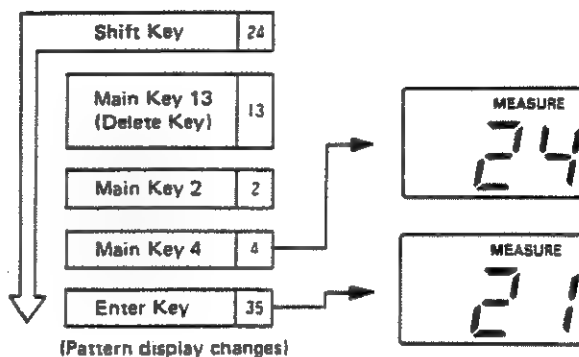 Shift Key 24
MEASURE
Main Key 13 13
(Delete Key)
24
Main Key 2 2
Main Key 4 4
MEASURE
21
Enter Key 35
(Pattern display changes)